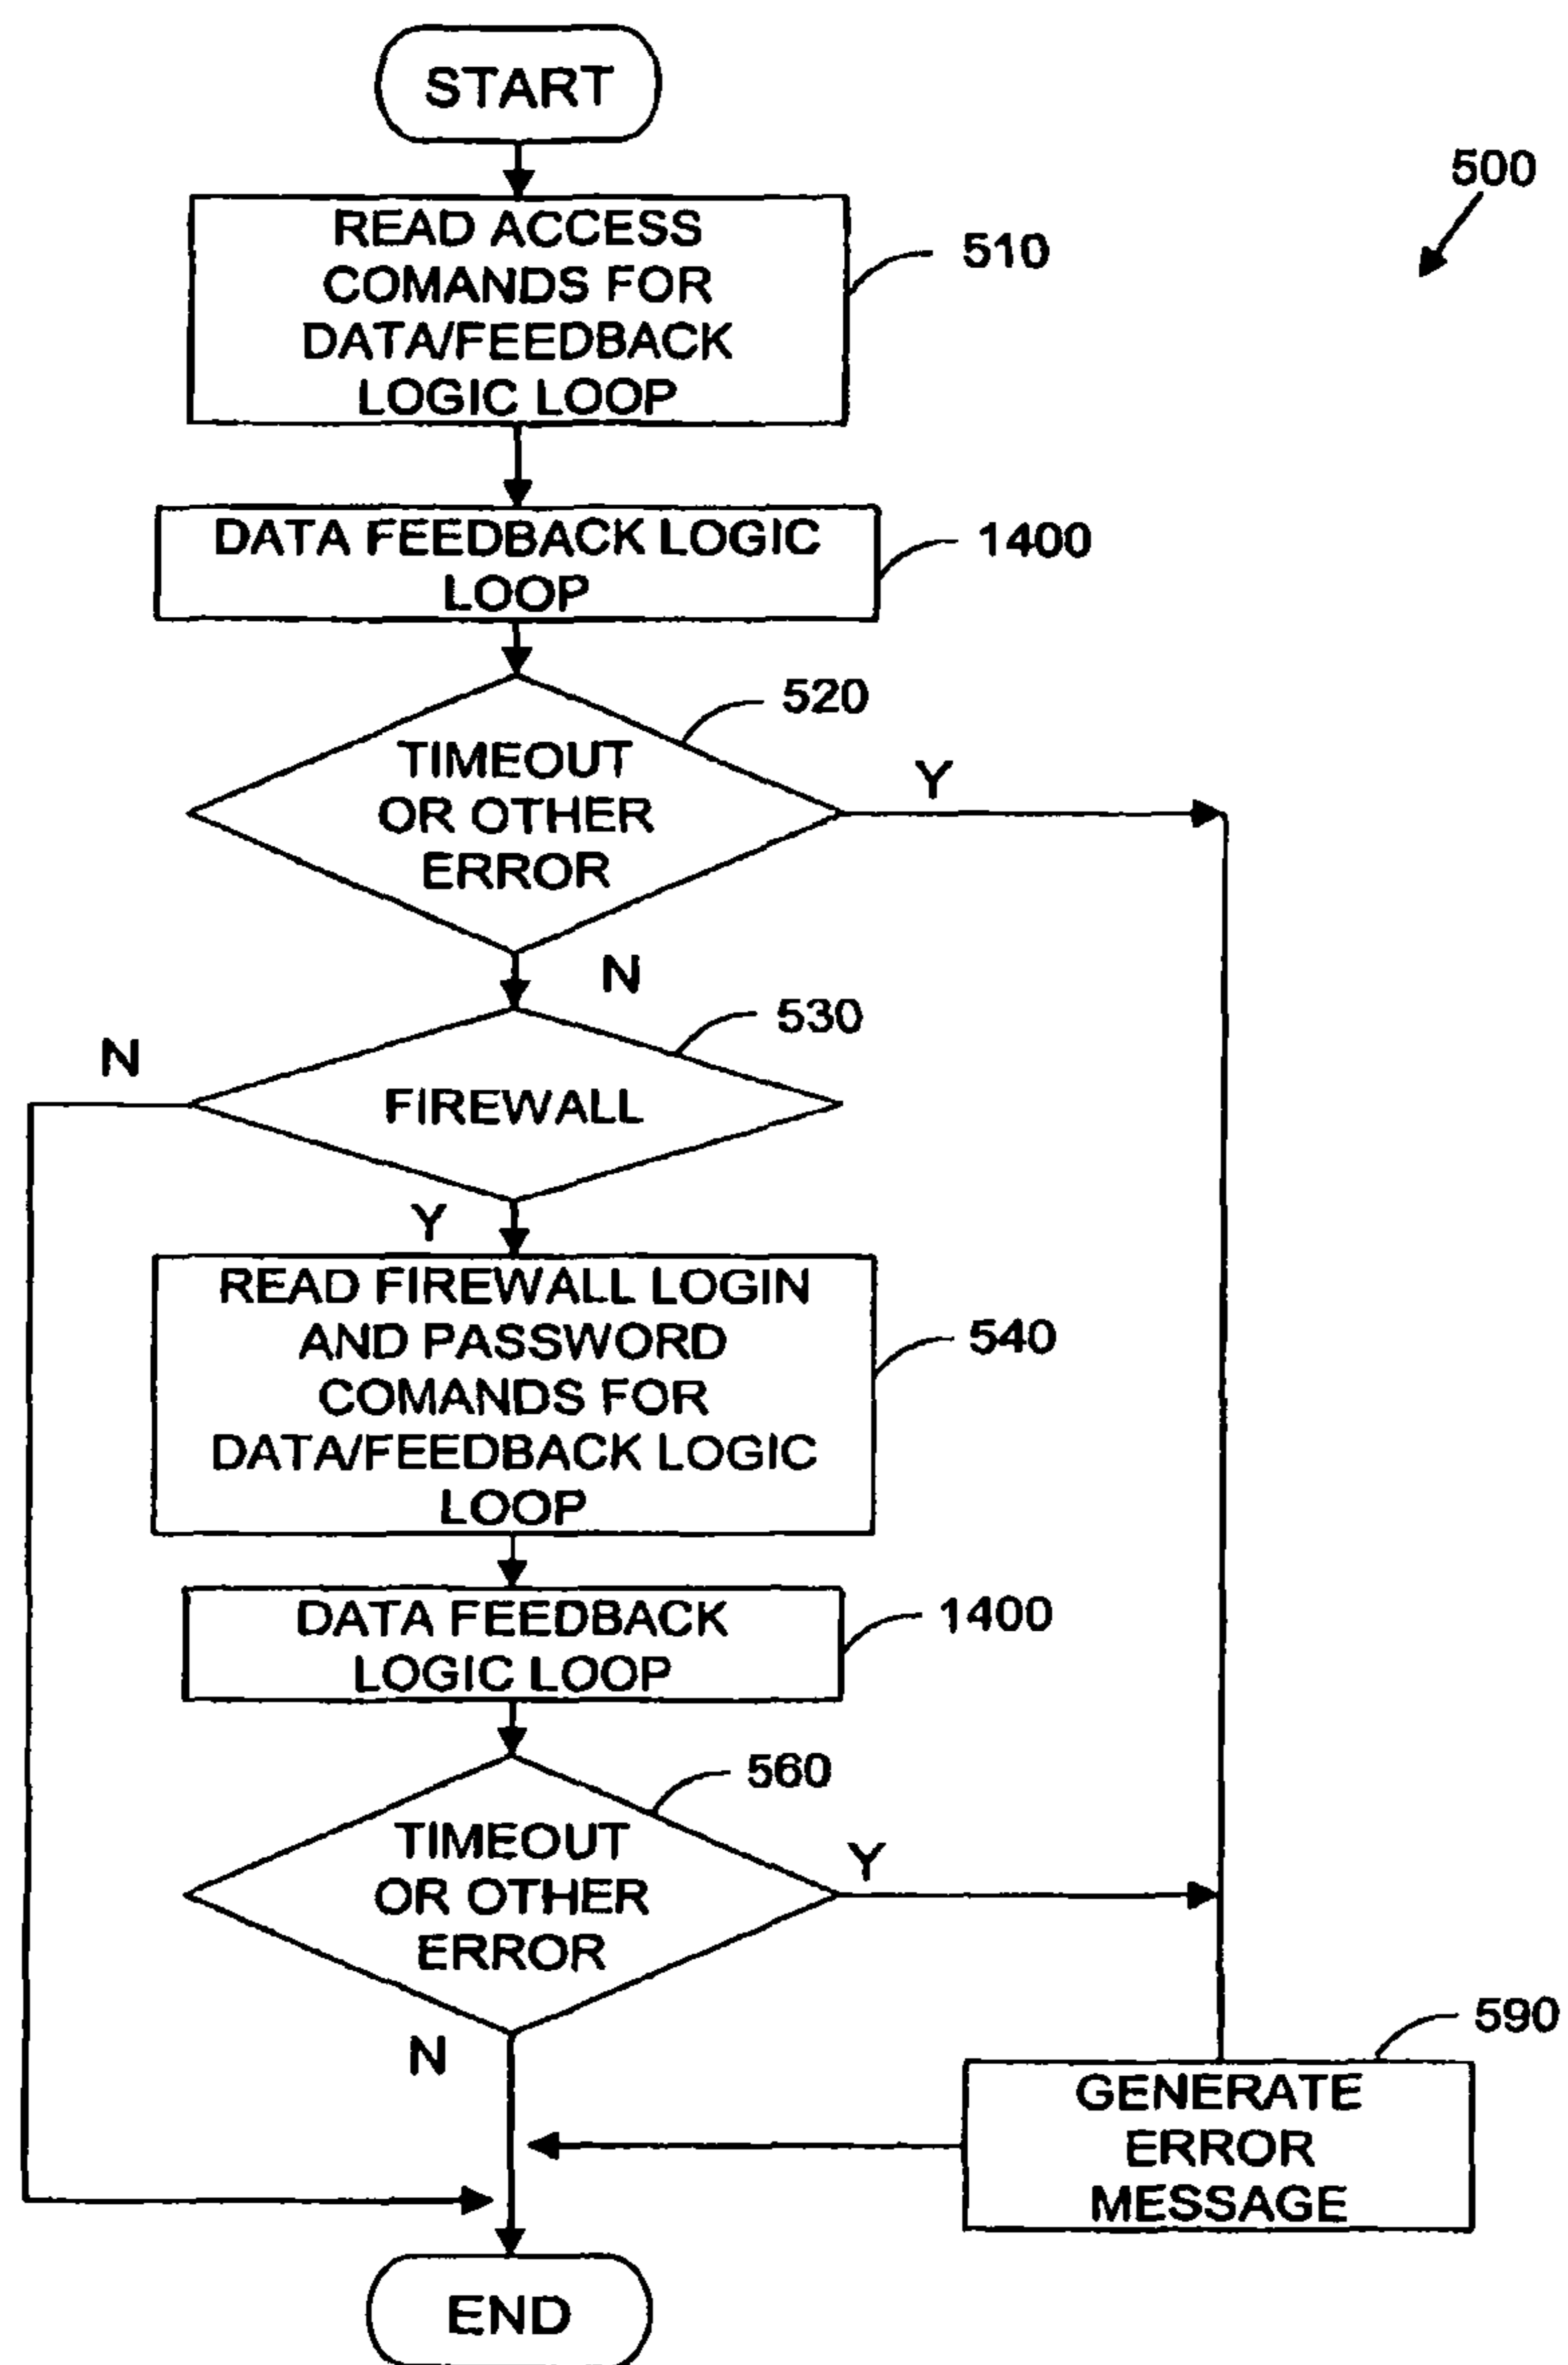 START
500
READ ACCESS
COMANDS FOR
DATA/FEEDBACK
LOGIC LOOP
510
DATA FEEDBACK LOGIC
LOOP
1400
520
TIMEOUT
OR OTHER
ERROR
Y
N
530
N
FIREWALL
Y
READ FIREWALL LOGIN
AND PASSWORD
COMANDS FOR
DATA/FEEDBACK LOGIC
LOOP
540
DATA FEEDBACK
LOGIC LOOP
1400
560
TIMEOUT
OR OTHER
ERROR
Y
N
590
GENERATE
ERROR
MESSAGE
END